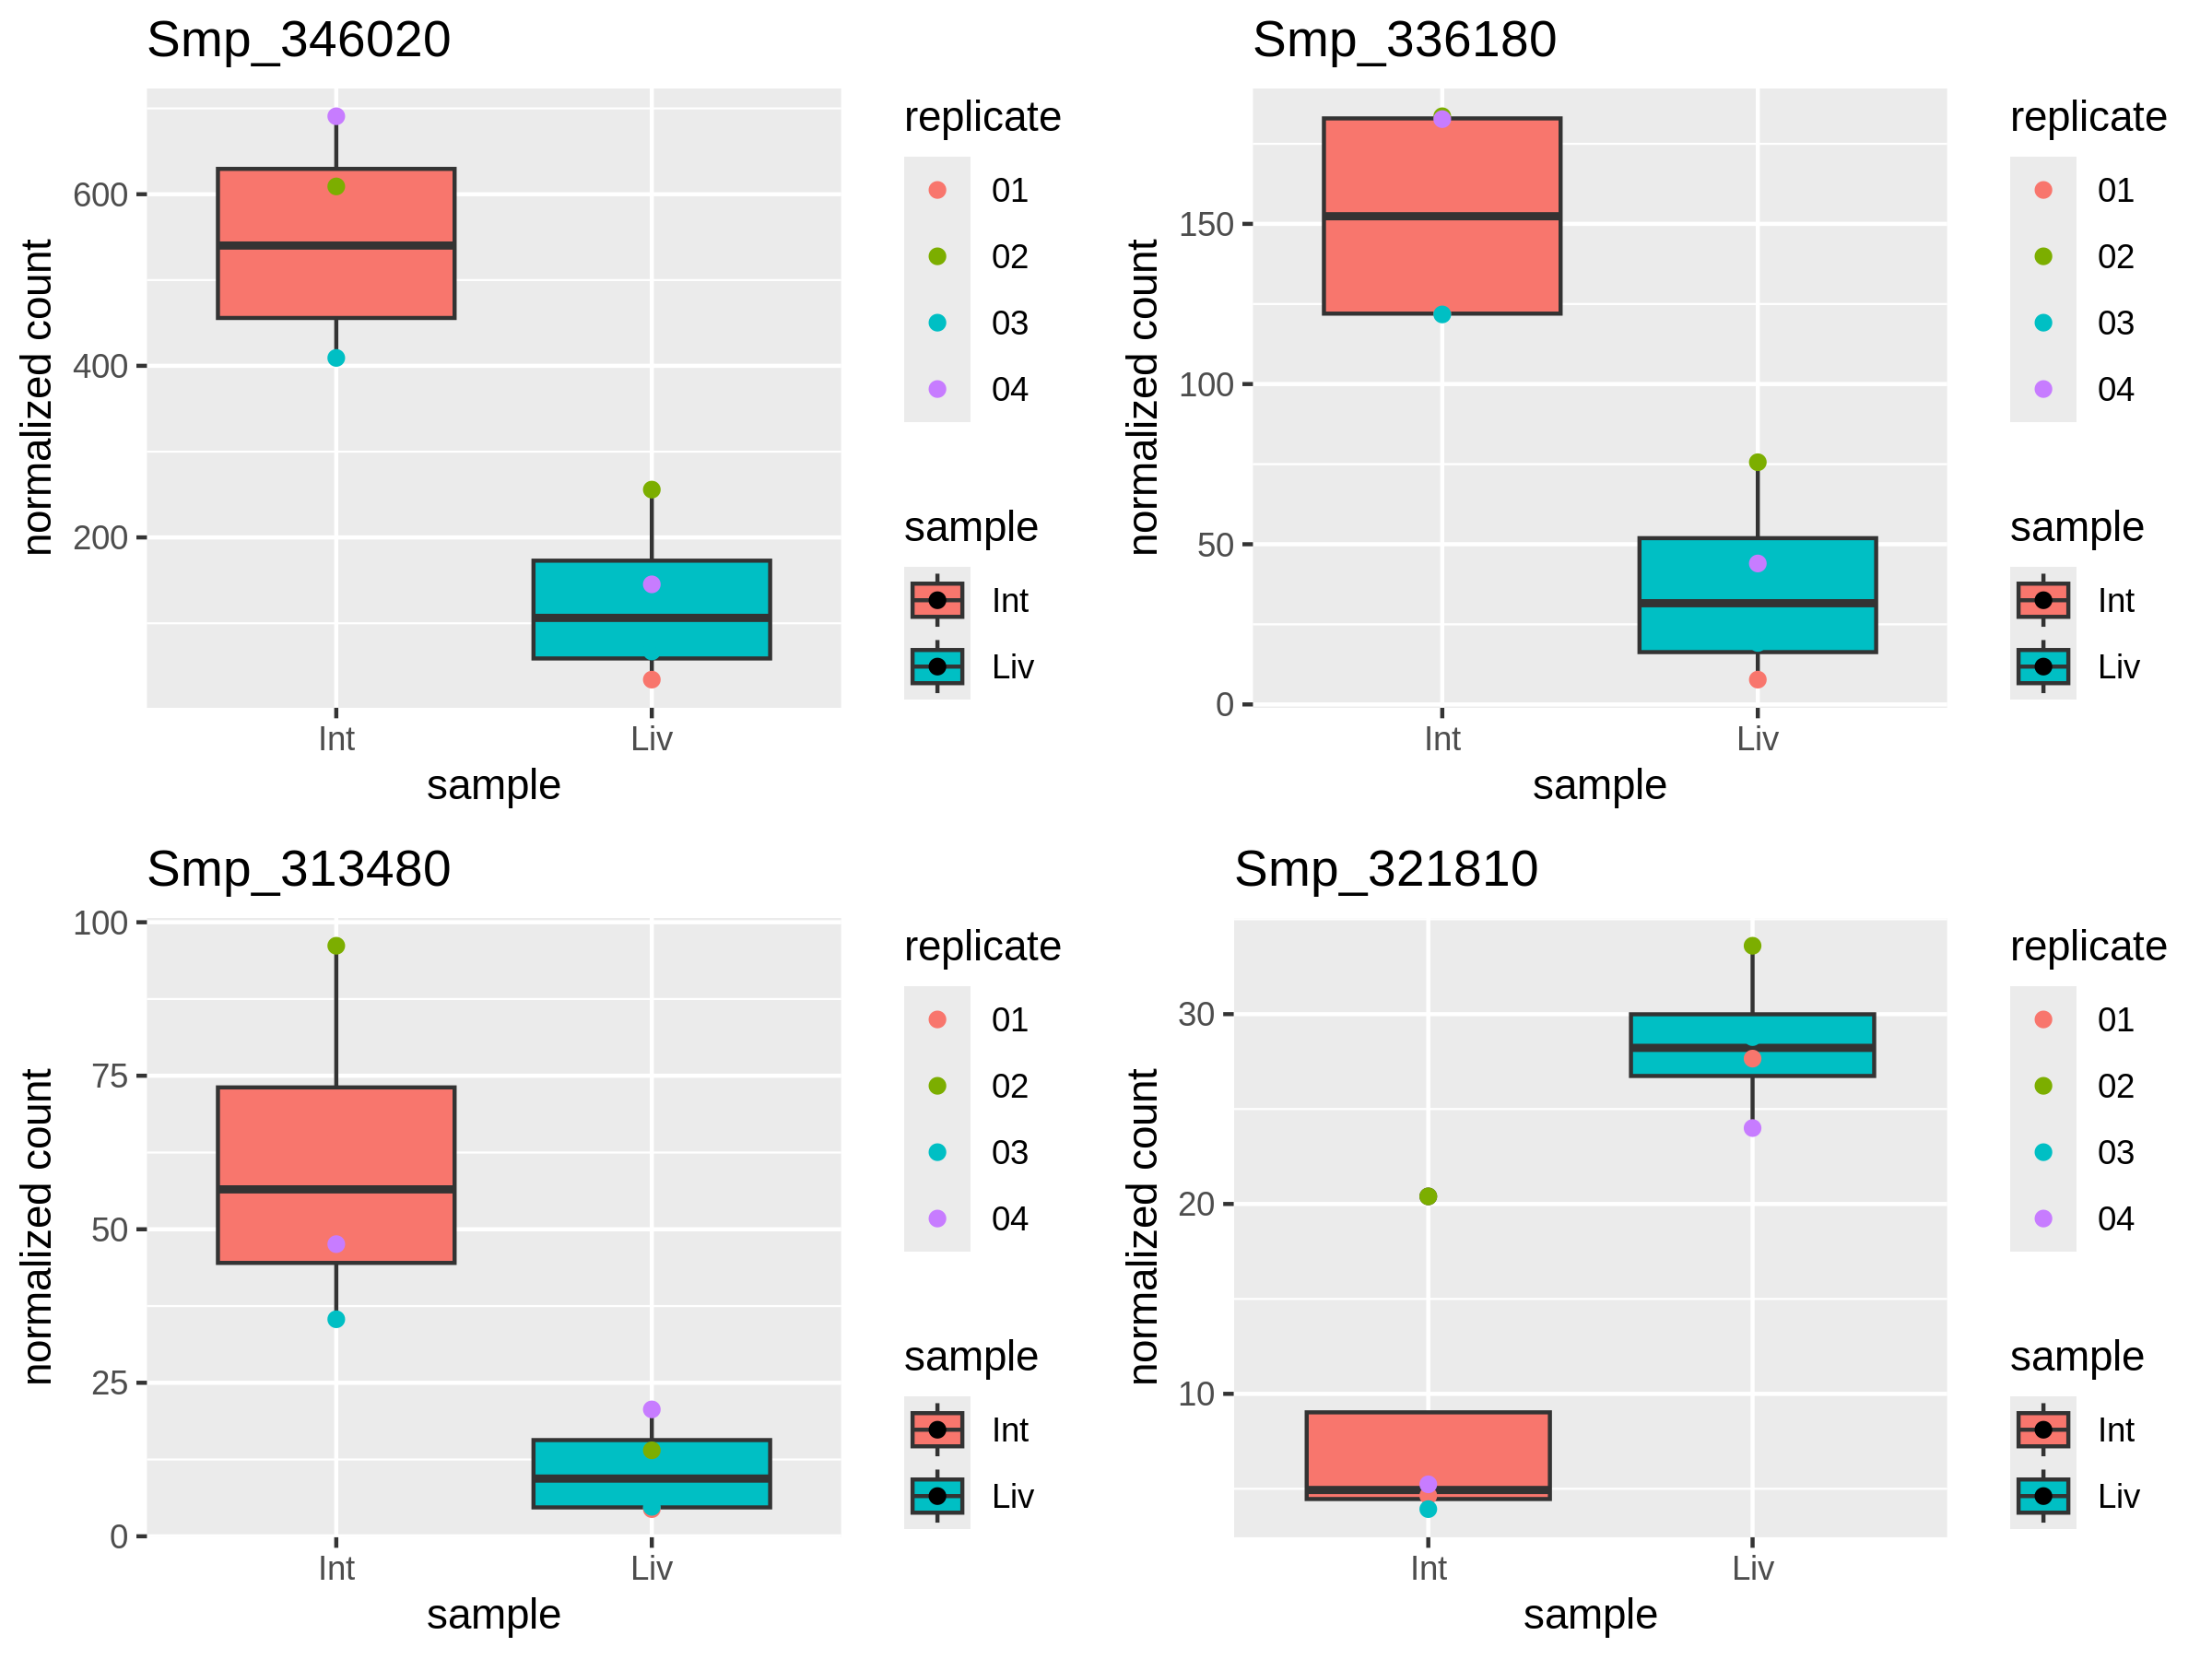 Smp_346020
normalized count
600
400
200
Int
Liv
sample
replicate
01
02
03
04
sample
Int
Liv
Smp_336180
normalized count
150
100
50
0
Int
Liv
sample
replicate
01
02
03
04
sample
Int
Liv
Smp_313480
normalized count
100
75
50
25
0
Int
Liv
sample
replicate
01
02
03
04
sample
Int
Liv
Smp_321810
normalized count
30
20
10
Int
Liv
sample
replicate
01
02
03
04
sample
Int
Liv